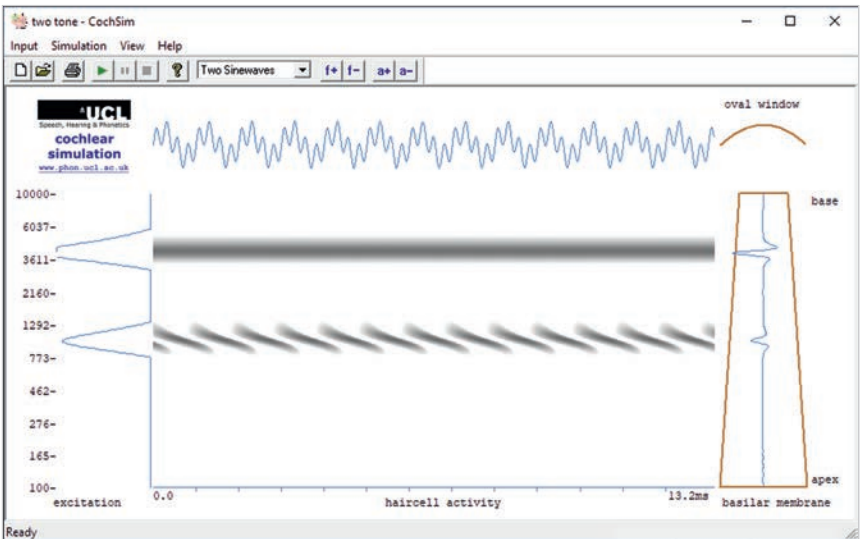 two tone - CochSim
Input Simulation View Help
Two Sinewaves f+ f- a+ a-
UCL
Speech, Hearing & Phonetics
cochlear
simulation
www.phon.ucl.ac.uk
oval window
10000-
base
6037-
3611-
2160-
1292-
773-
462-
276-
165-
100-
apex
0.0
13.2ms
excitation
haircell activity
basilar membrane
Ready